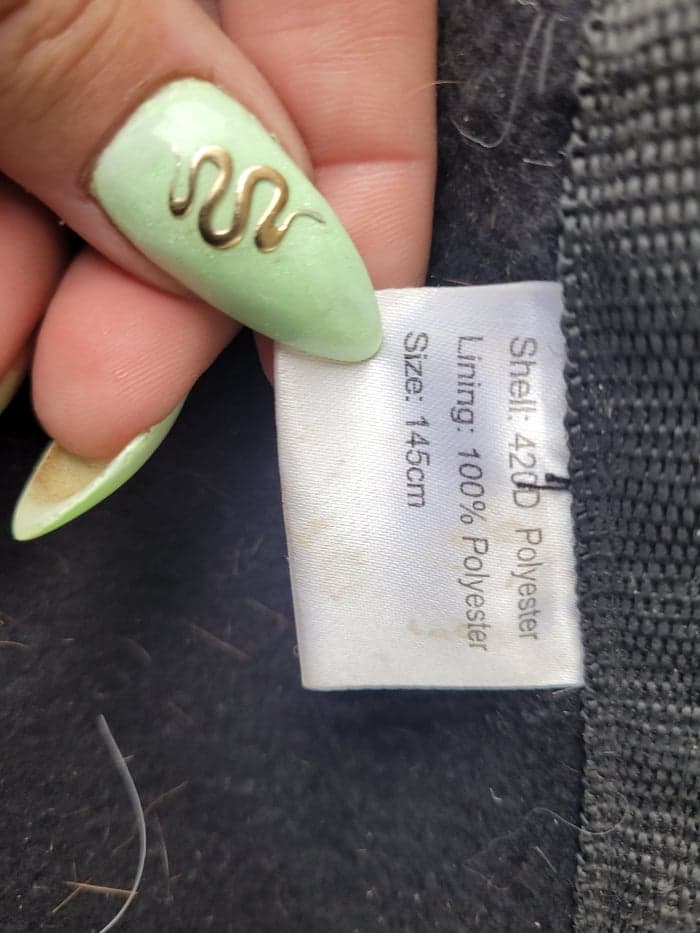 Shell: 420D Polyester
Lining: 100% Polyester
Size: 145cm